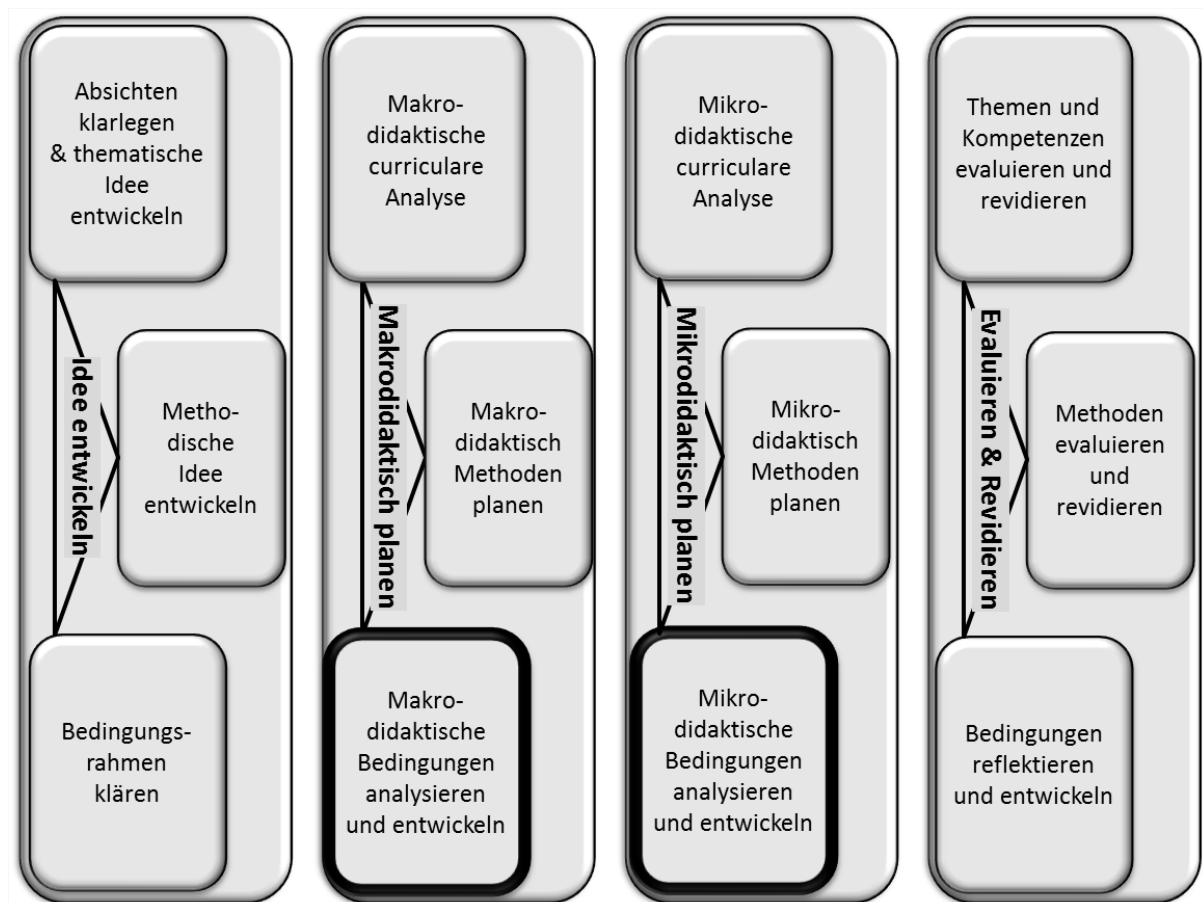 Absichten
klarlegen
& thematische
Idee
entwickeln
Idee entwickeln
Metho-
dische
Idee
entwickeln
Bedingungs-
rahmen
klären
Makro-
didaktische
curriculare
Analyse
Makrodidaktisch planen
Makro-
didaktisch
Methoden
planen
Makro-
didaktische
Bedingungen
analysieren
und entwickeln
Mikro-
didaktische
curriculare
Analyse
Mikrodidaktisch planen
Mikro-
didaktisch
Methoden
planen
Mikro-
didaktische
Bedingungen
analysieren
und entwickeln
Themen und
Kompetenzen
evaluieren und
revidieren
Evaluieren & Revidieren
Methoden
evaluieren
und
revidieren
Bedingungen
reflektieren
und entwickeln